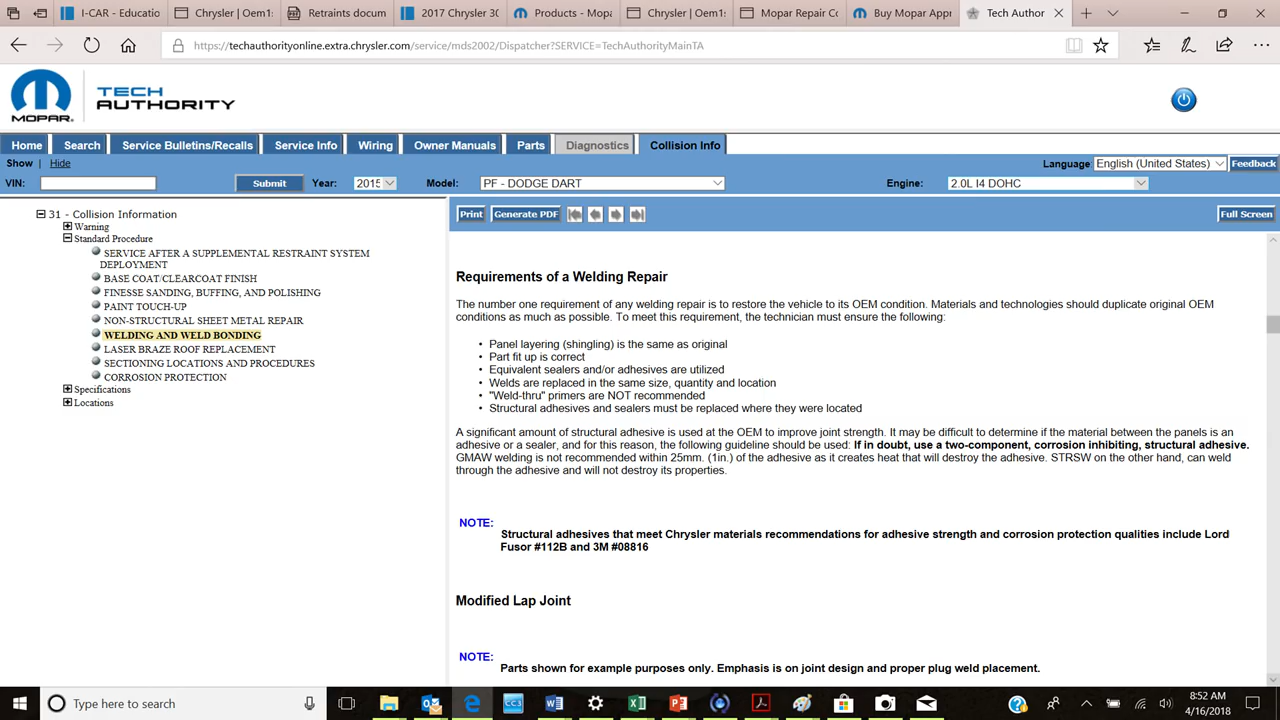 I-CAR - Educatio
Chrysler | Oem1:
Retraints docum
2017 Chrysler 30
Products - Mopa
Chrysler | Oem1:
Mopar Repair Co
Buy Mopar Appr
Tech Author
https://techauthorityonline.extra.chrysler.com/service/mds2002/Dispatcher?SERVICE=TechAuthorityMainTA
MOPAR
TECH
AUTHORITY
Home
Search
Service Bulletins/Recalls
Service Info
Wiring
Owner Manuals
Parts
Diagnostics
Collision Info
Show | Hide
Language: English (United States) Feedback
VIN: Submit Year: 2015 Model: PF - DODGE DART Engine: 2.0L I4 DOHC
Print Generate PDF Full Screen
31 - Collision Information
Warning
Standard Procedure
SERVICE AFTER A SUPPLEMENTAL RESTRAINT SYSTEM
DEPLOYMENT
BASE COAT/CLEARCOAT FINISH
FINESSE SANDING, BUFFING, AND POLISHING
PAINT TOUCH-UP
NON-STRUCTURAL SHEET METAL REPAIR
WELDING AND WELD BONDING
LASER BRAZE ROOF REPLACEMENT
SECTIONING LOCATIONS AND PROCEDURES
CORROSION PROTECTION
Specifications
Locations
Requirements of a Welding Repair
The number one requirement of any welding repair is to restore the vehicle to its OEM condition. Materials and technologies should duplicate original OEM
conditions as much as possible. To meet this requirement, the technician must ensure the following:
• Panel layering (shingling) is the same as original
• Part fit up is correct
• Equivalent sealers and/or adhesives are utilized
• Welds are replaced in the same size, quantity and location
• "Weld-thru" primers are NOT recommended
• Structural adhesives and sealers must be replaced where they were located
A significant amount of structural adhesive is used at the OEM to improve joint strength. It may be difficult to determine if the material between the panels is an
adhesive or a sealer, and for this reason, the following guideline should be used: If in doubt, use a two-component, corrosion inhibiting, structural adhesive.
GMAW welding is not recommended within 25mm. (1in.) of the adhesive as it creates heat that will destroy the adhesive. STRSW on the other hand, can weld
through the adhesive and will not destroy its properties.
NOTE:
Structural adhesives that meet Chrysler materials recommendations for adhesive strength and corrosion protection qualities include Lord
Fusor #112B and 3M #08816
Modified Lap Joint
NOTE:
Parts shown for example purposes only. Emphasis is on joint design and proper plug weld placement.
Type here to search
CC3
8:52 AM
4/16/2018